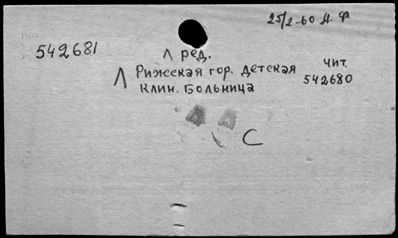 25/2-60 Н. Ф
542681
Л ред.
Л Рижская гор. детская чит.
Клин. Больница 542680
С